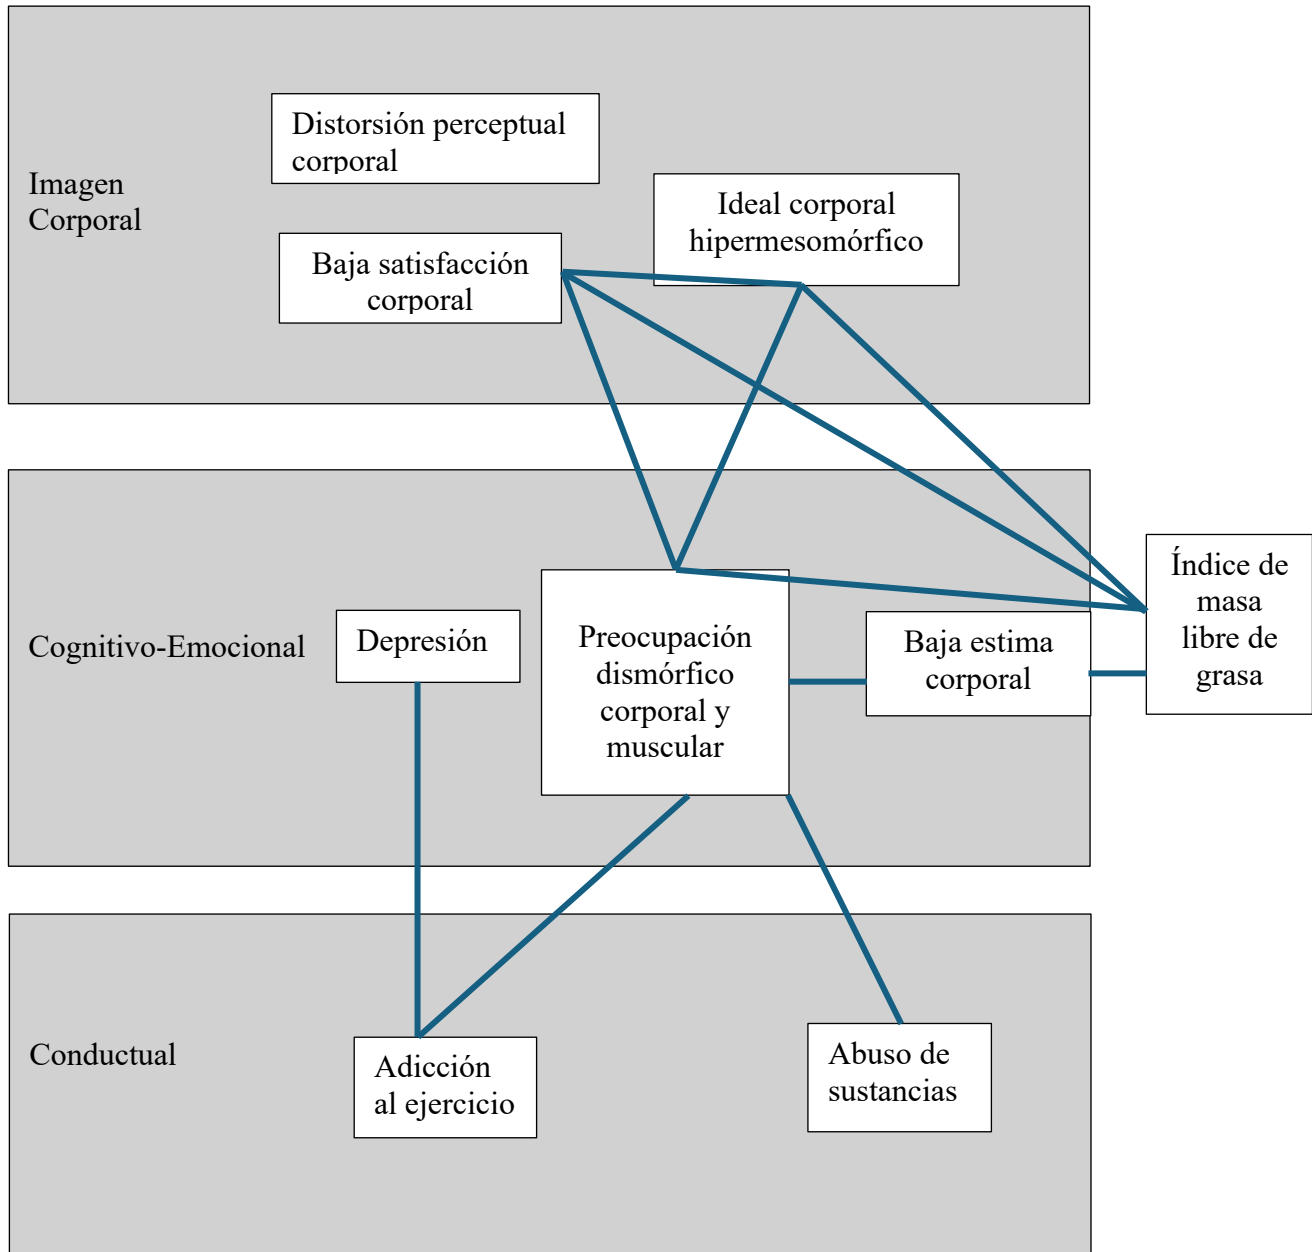 Distorsión perceptual
corporal
Imagen
Corporal
Ideal corporal
hipermesomórfico
Baja satisfacción
corporal
Índice de
masa
libre de
grasa
Cognitivo-Emocional
Depresión
Preocupación
dismórfico
corporal y
muscular
Baja estima
corporal
Conductual
Adicción
al ejercicio
Abuso de
sustancias